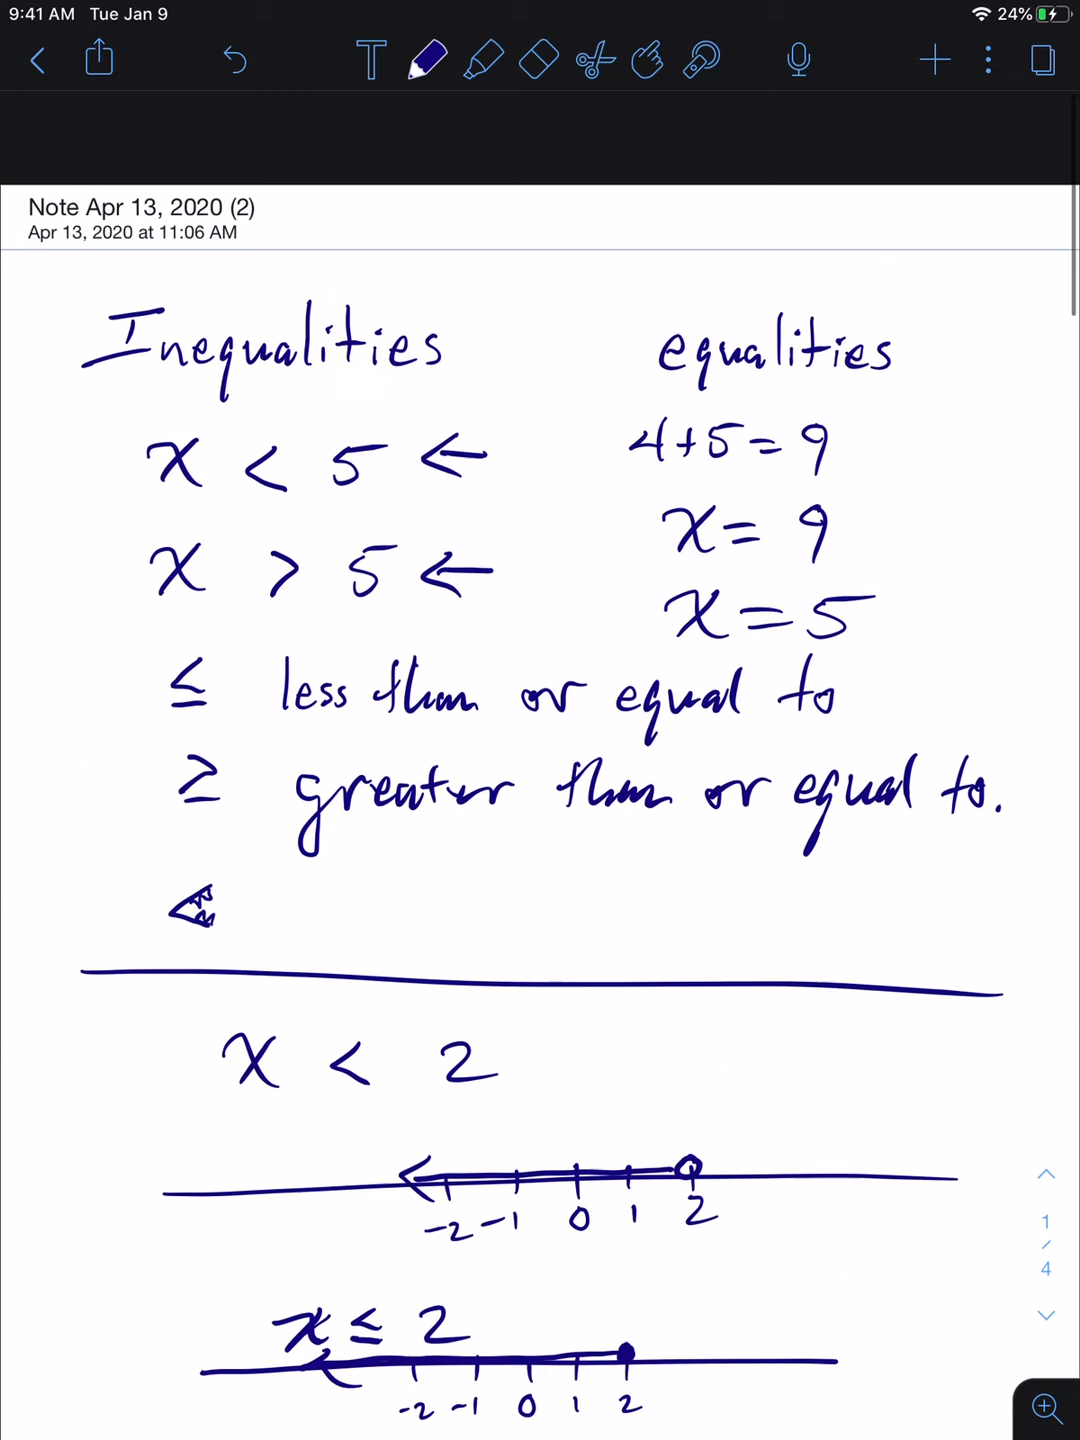 9:41 AM Tue Jan 9 24%
T
Note Apr 13, 2020 (2)
Apr 13, 2020 at 11:06 AM
Inequalities equalities
x < 5 ← 4+5=9
x > 5 ← x = 9
x = 5
≤ less than or equal to
≥ greater than or equal to.
x < 2
-2 -1 0 1 2
1
/
4
x ≤ 2
-2 -1 0 1 2